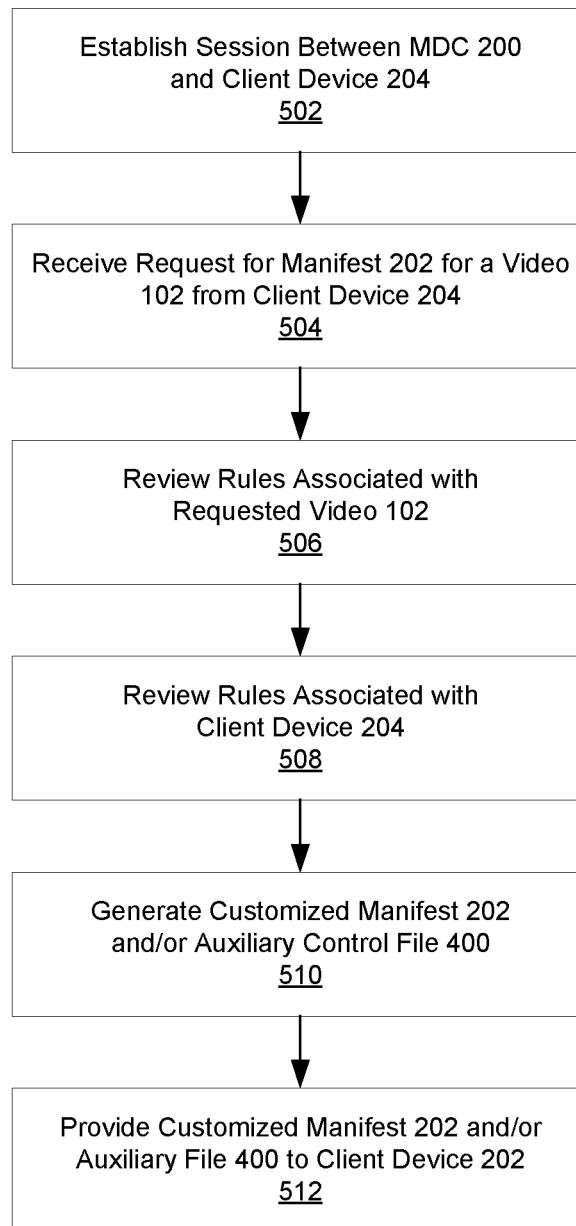 Establish Session Between MDC 200
and Client Device 204
502
Receive Request for Manifest 202 for a Video
102 from Client Device 204
504
Review Rules Associated with
Requested Video 102
506
Review Rules Associated with
Client Device 204
508
Generate Customized Manifest 202
and/or Auxiliary Control File 400
510
Provide Customized Manifest 202 and/or
Auxiliary File 400 to Client Device 202
512